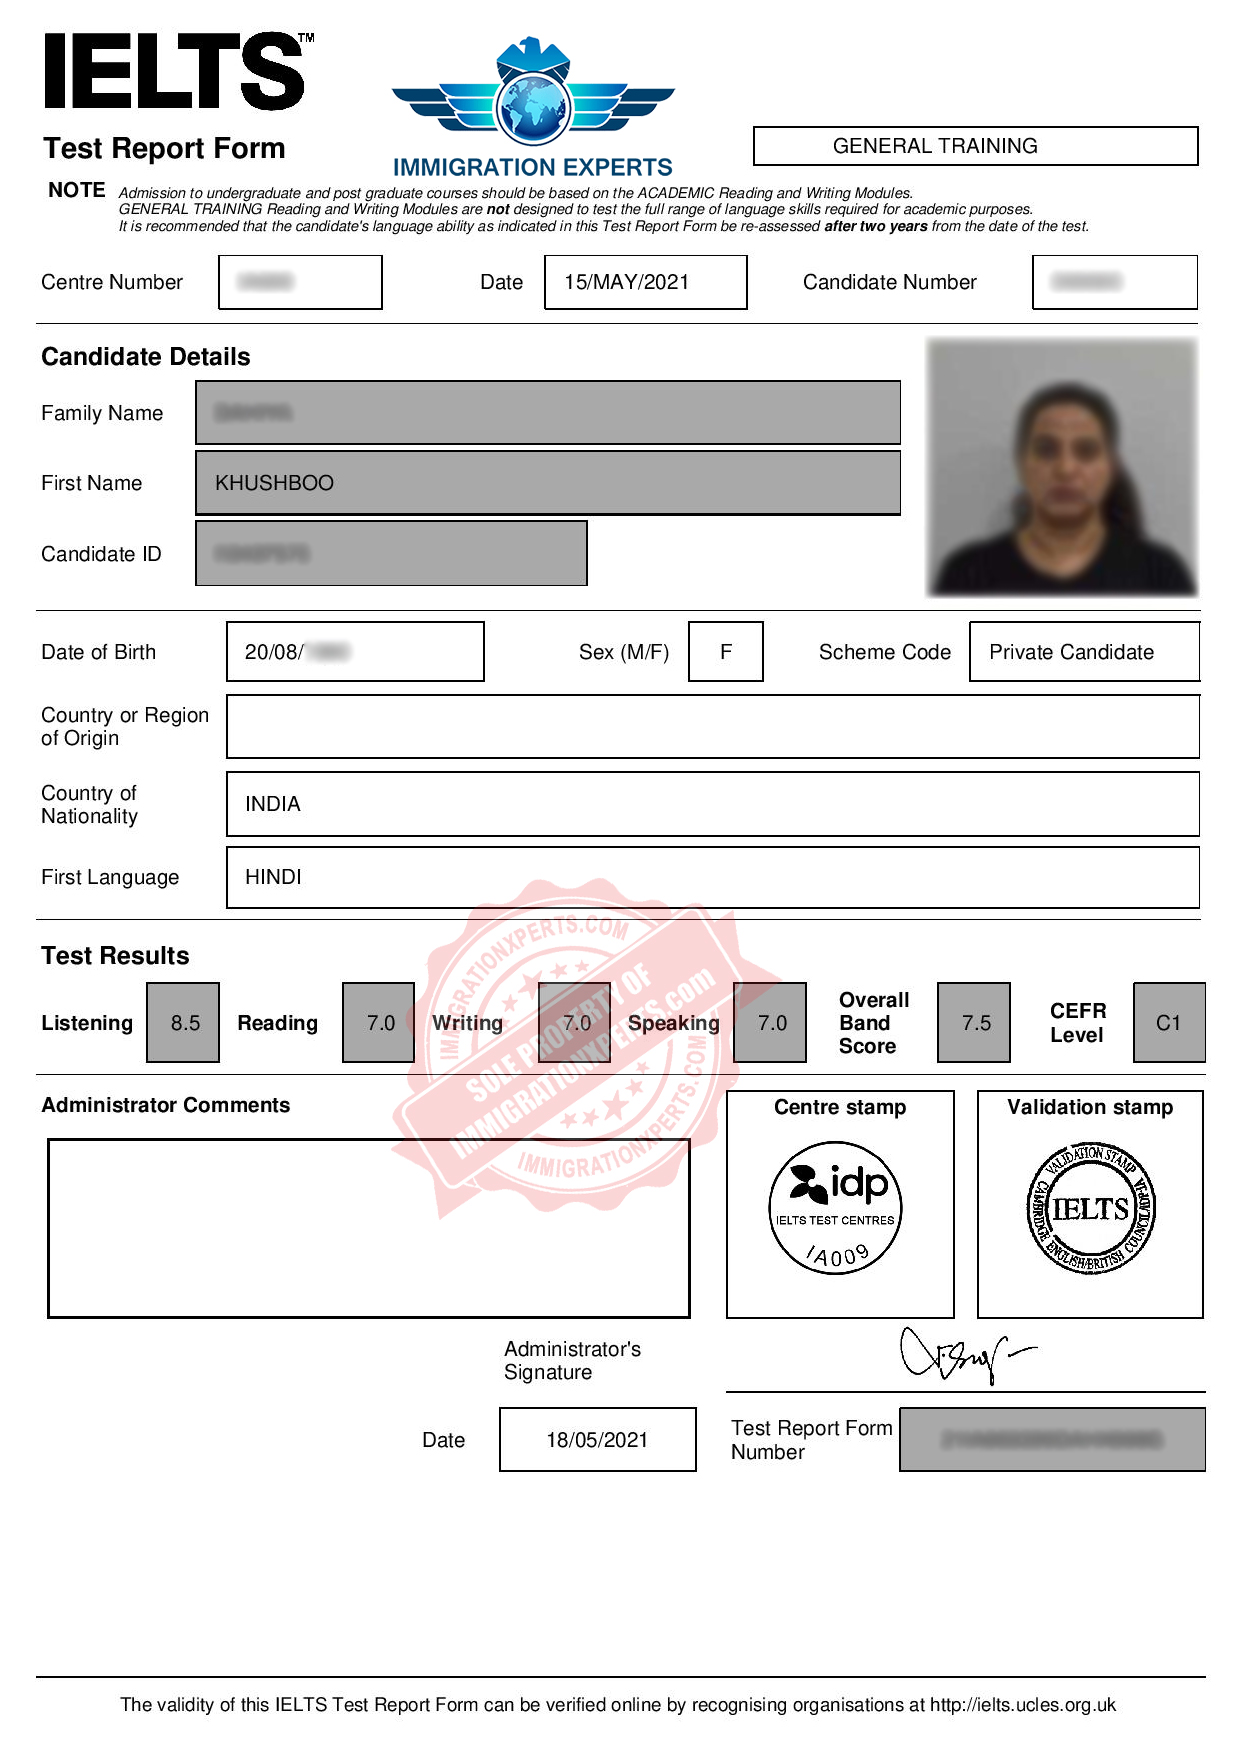 IELTS™
IMMIGRATION EXPERTS
Test Report Form
GENERAL TRAINING
NOTE Admission to undergraduate and post graduate courses should be based on the ACADEMIC Reading and Writing Modules.
GENERAL TRAINING Reading and Writing Modules are not designed to test the full range of language skills required for academic purposes.
It is recommended that the candidate's language ability as indicated in this Test Report Form be re-assessed after two years from the date of the test.
Centre Number Date 15/MAY/2021 Candidate Number
Candidate Details
Family Name
First Name KHUSHBOO
Candidate ID
Date of Birth 20/08/ Sex (M/F) F Scheme Code Private Candidate
Country or Region
of Origin
Country of
Nationality
INDIA
First Language HINDI
Test Results
Listening 8.5 Reading 7.0 Writing 7.0 Speaking 7.0
Overall
Band
Score
7.5
CEFR
Level
C1
IMMIGRATIONXPERTS.COM
SOLE PROPERTY OF
IMMIGRATIONXPERTS.com
IMMIGRATIONXPERTS.COM
Administrator Comments
Centre stamp
idp
IELTS TEST CENTRES
IA009
Validation stamp
VALIDATION STAMP
IELTS
CAMBRIDGE ENGLISH/BRITISH COUNCIL/IDP:IA
Administrator's
Signature
Date 18/05/2021
Test Report Form
Number
The validity of this IELTS Test Report Form can be verified online by recognising organisations at http://ielts.ucles.org.uk